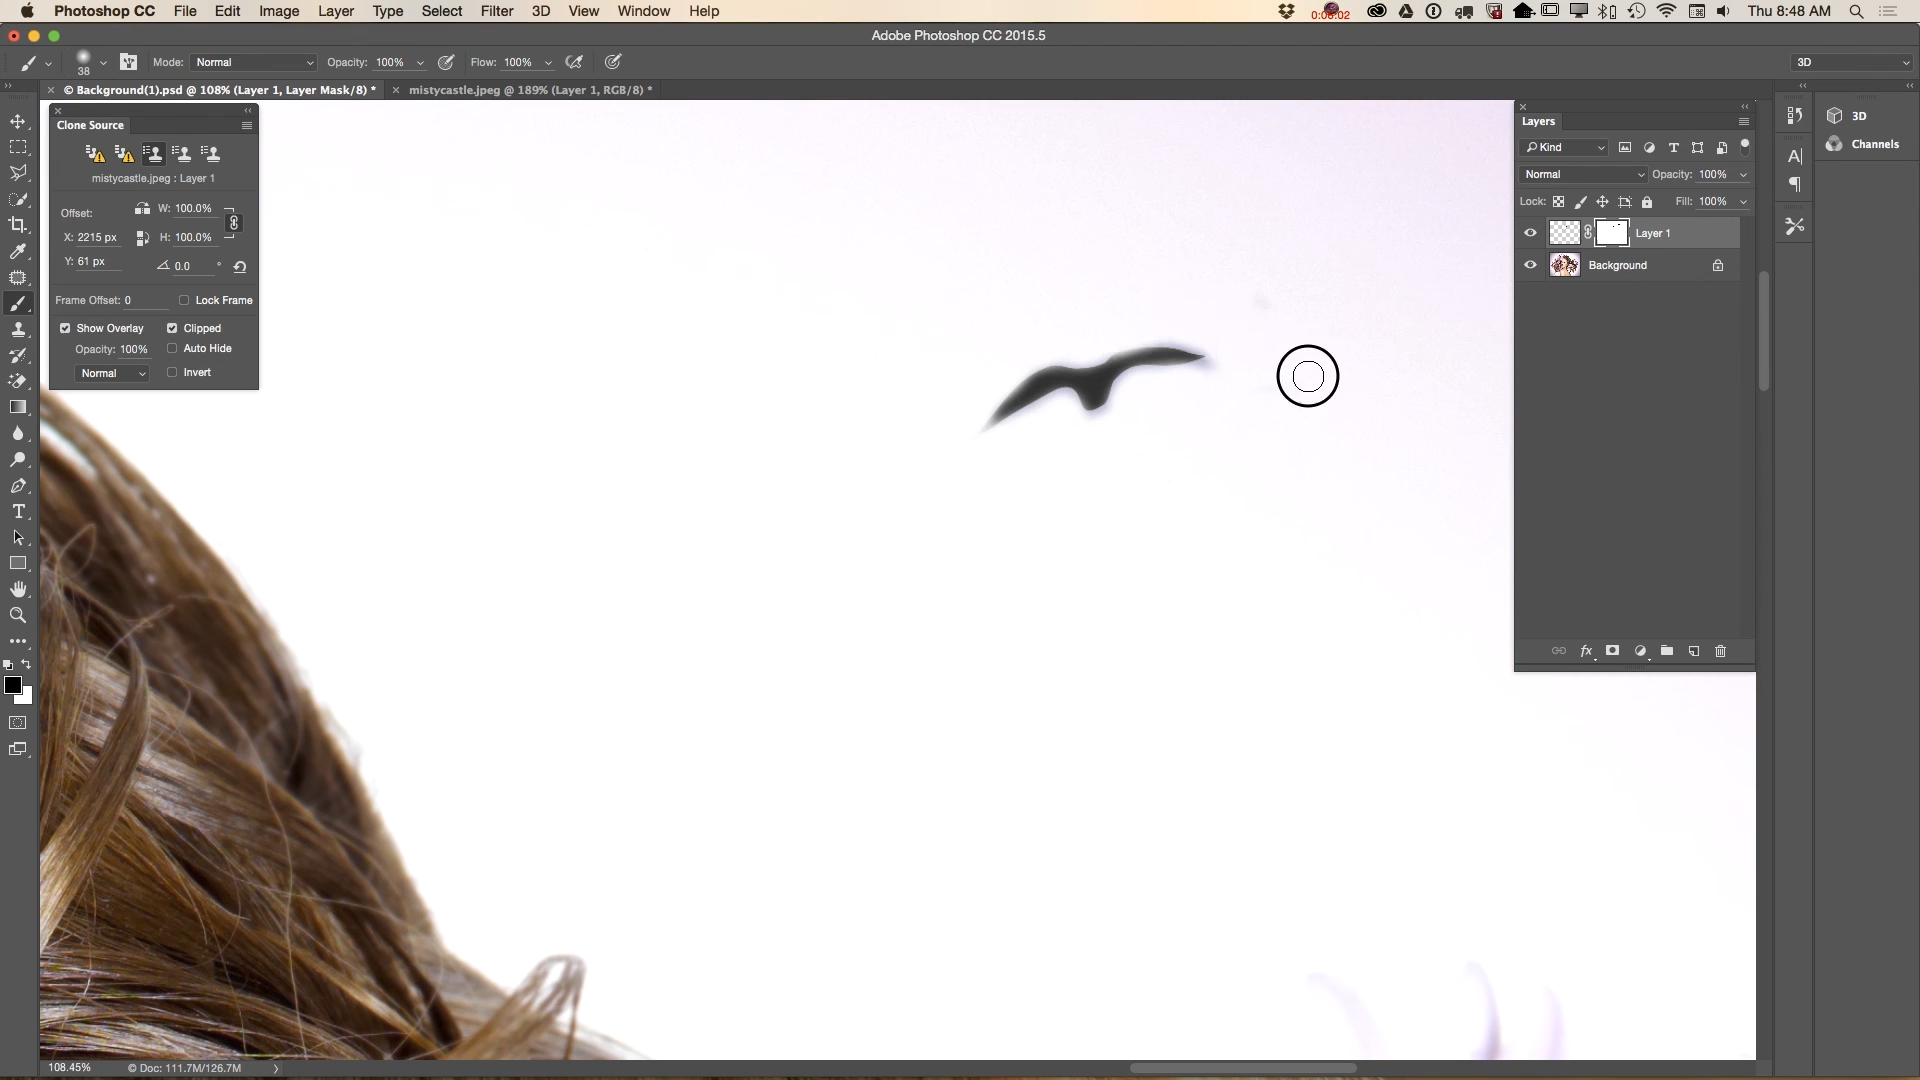 Photoshop CC File Edit Image Layer Type Select Filter 3D View Window Help
0:06:02 Thu 8:48 AM
Adobe Photoshop CC 2015.5
38 Mode: Normal Opacity: 100% Flow: 100% 3D
© Background(1).psd @ 108% (Layer 1, Layer Mask/8) * mistycastle.jpeg @ 189% (Layer 1, RGB/8) *
Clone Source
mistycastle.jpeg : Layer 1
Offset: W: 100.0%
X: 2215 px H: 100.0%
Y: 61 px 0.0 °
Frame Offset: 0 Lock Frame
Show Overlay Clipped
Opacity: 100% Auto Hide
Normal Invert
Layers
Kind
Normal Opacity: 100%
Lock: Fill: 100%
Layer 1
Background
fx
3D
Channels
108.45% © Doc: 111.7M/126.7M